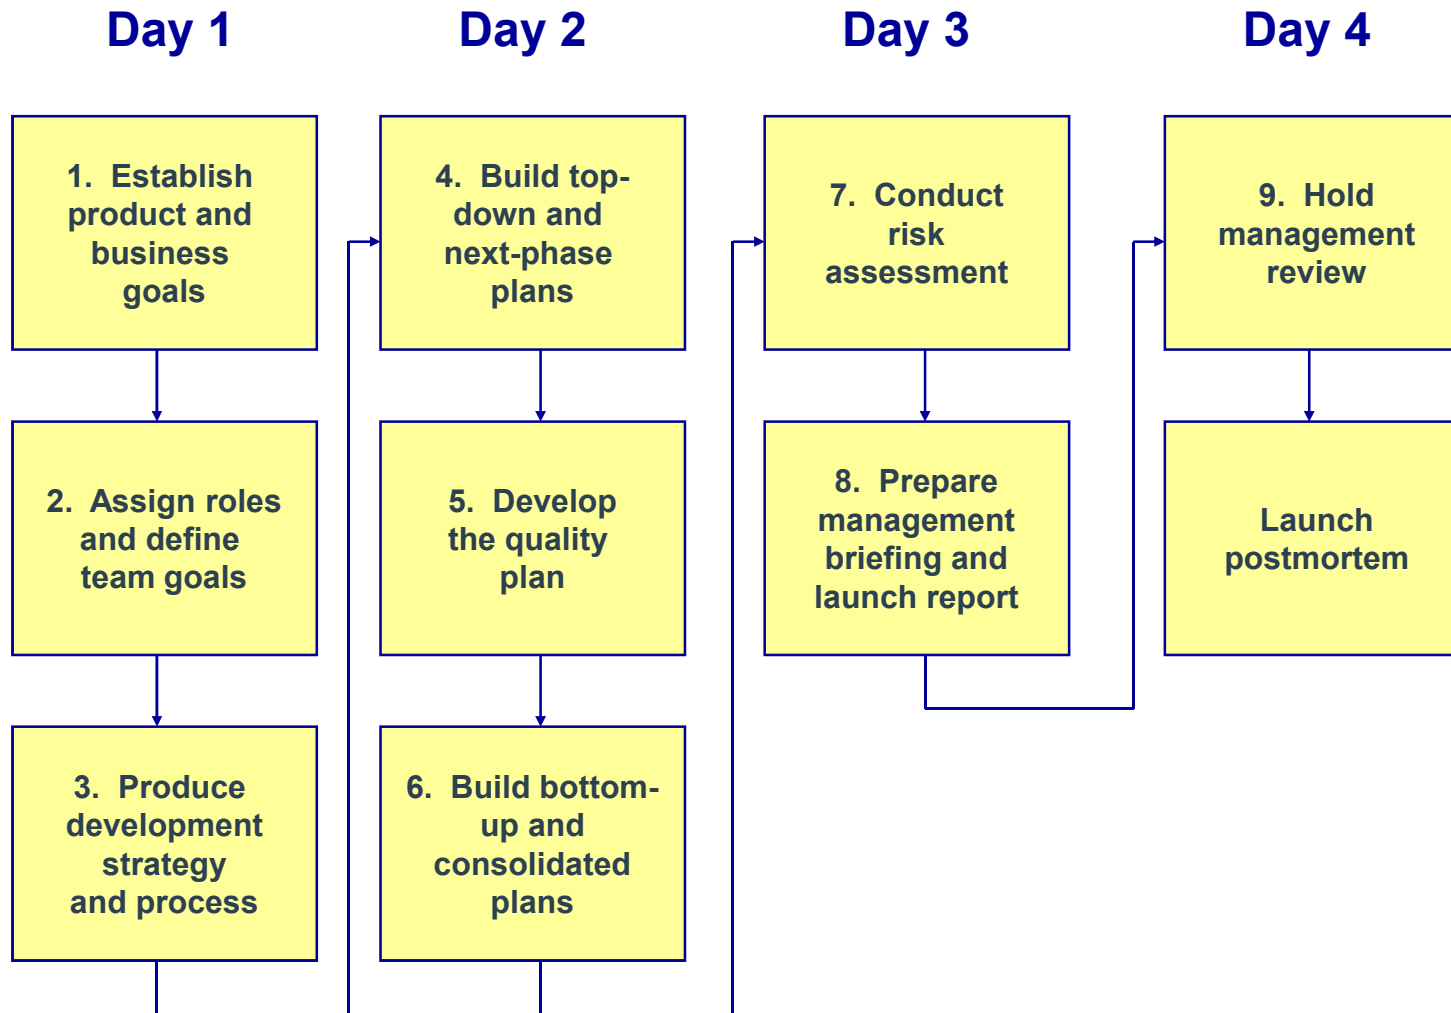 Day 1
Day 2
Day 3
Day 4
1. Establish
product and
business
goals
2. Assign roles
and define
team goals
3. Produce
development
strategy
and process
4. Build top-
down and
next-phase
plans
5. Develop
the quality
plan
6. Build bottom-
up and
consolidated
plans
7. Conduct
risk
assessment
8. Prepare
management
briefing and
launch report
9. Hold
management
review
Launch
postmortem